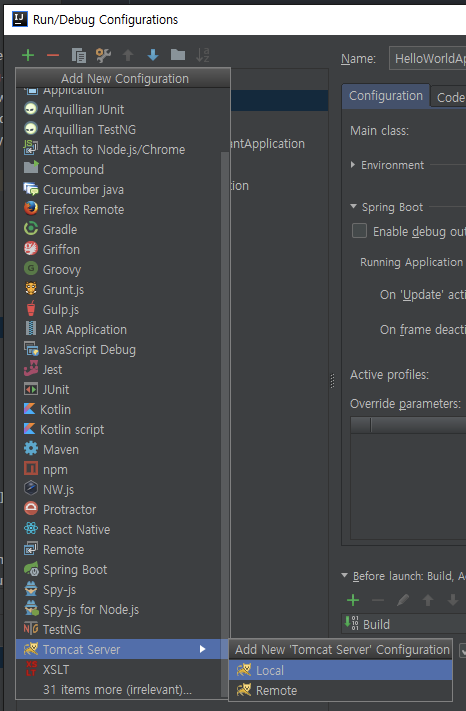 Run/Debug Configurations
Name:
HelloWorldAp
Add New Configuration
Application
Arquillian JUnit
Arquillian TestNG
Attach to Node.js/Chrome
Compound
Cucumber java
Firefox Remote
Gradle
Griffon
Groovy
Grunt.js
Gulp.js
JAR Application
JavaScript Debug
Jest
JUnit
Kotlin
Kotlin script
Maven
npm
NW.js
Protractor
React Native
Remote
Spring Boot
Spy-js
Spy-js for Node.js
TestNG
Tomcat Server
XSLT
31 items more (irrelevant)...
Add New 'Tomcat Server' Configuration
Local
Remote
antApplication
tion
Configuration
Code
Main class:
Environment
Spring Boot
Enable debug out
Running Application
On 'Update' acti
On frame deacti
Active profiles:
Override parameters:
Before launch: Build, A
Build